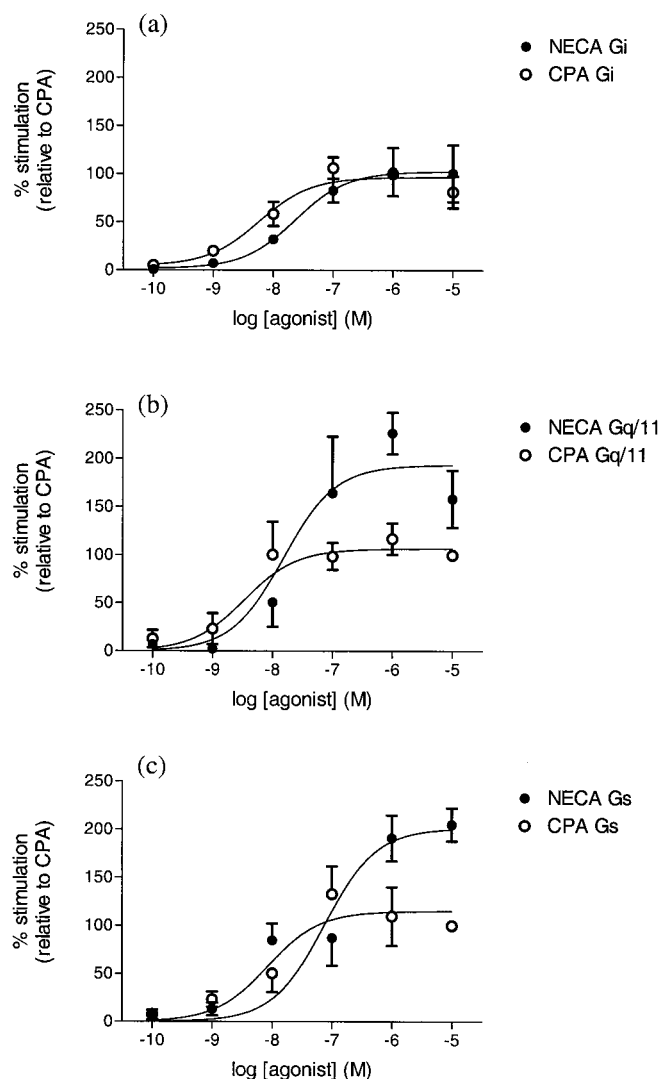 (a)
250
200
150
100
50
0
% stimulation
(relative to CPA)
-10 -9 -8 -7 -6 -5
log [agonist] (M)
NECA Gi
CPA Gi
(b)
250
200
150
100
50
0
% stimulation
(relative to CPA)
-10 -9 -8 -7 -6 -5
log [agonist] (M)
NECA Gq/11
CPA Gq/11
(c)
250
200
150
100
50
0
% stimulation
(relative to CPA)
-10 -9 -8 -7 -6 -5
log [agonist] (M)
NECA Gs
CPA Gs